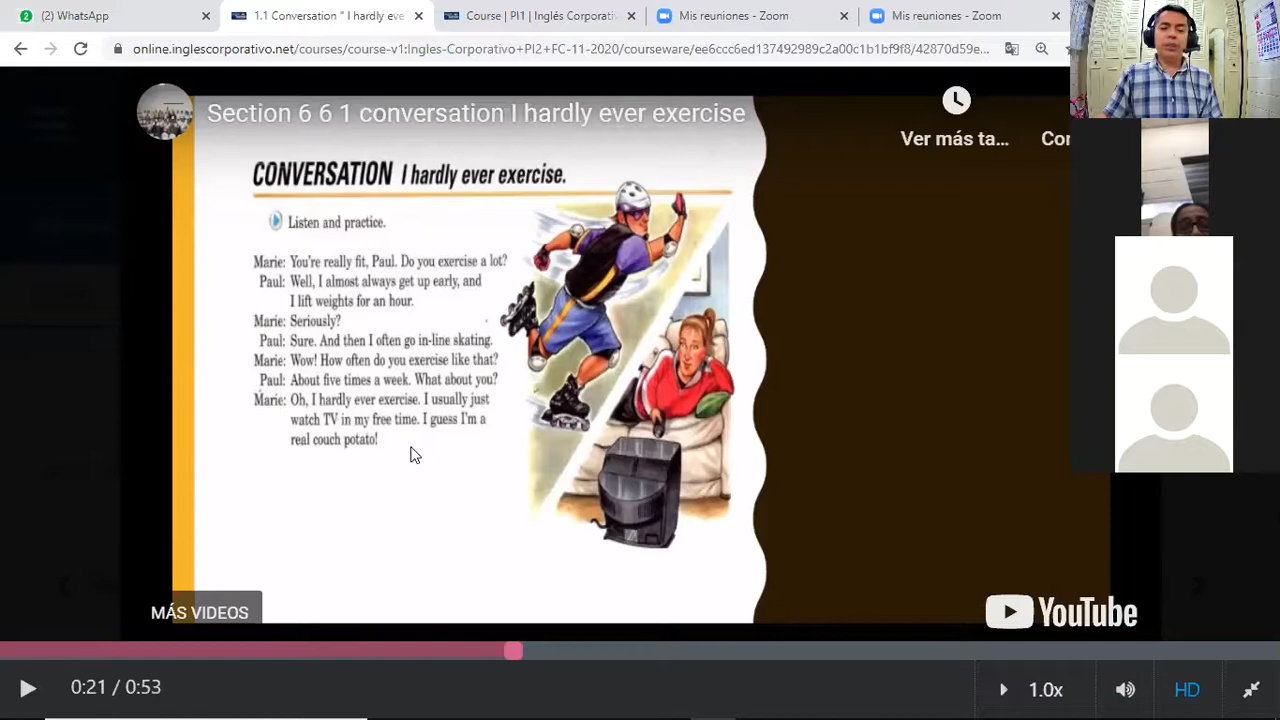 (2) WhatsApp
1.1 Conversation " I hardly eve
Course | PI1 | Inglés Corporati
Mis reuniones - Zoom
Mis reuniones - Zoom
online.inglescorporativo.net/courses/course-v1:Ingles-Corporativo+PI2+FC-11-2020/courseware/ee6ccc6ed137492989c2a00c1b1bf9f8/42870d59e...
Section 6 6 1 conversation I hardly ever exercise
Ver más ta...
Con
CONVERSATION I hardly ever exercise.
Listen and practice.
Marie: You're really fit, Paul. Do you exercise a lot?
Paul: Well, I almost always get up early, and
I lift weights for an hour.
Marie: Seriously?
Paul: Sure. And then I often go in-line skating.
Marie: Wow! How often do you exercise like that?
Paul: About five times a week. What about you?
Marie: Oh, I hardly ever exercise. I usually just
watch TV in my free time. I guess I'm a
real couch potato!
MÁS VIDEOS
YouTube
0:21 / 0:53
1.0x
HD